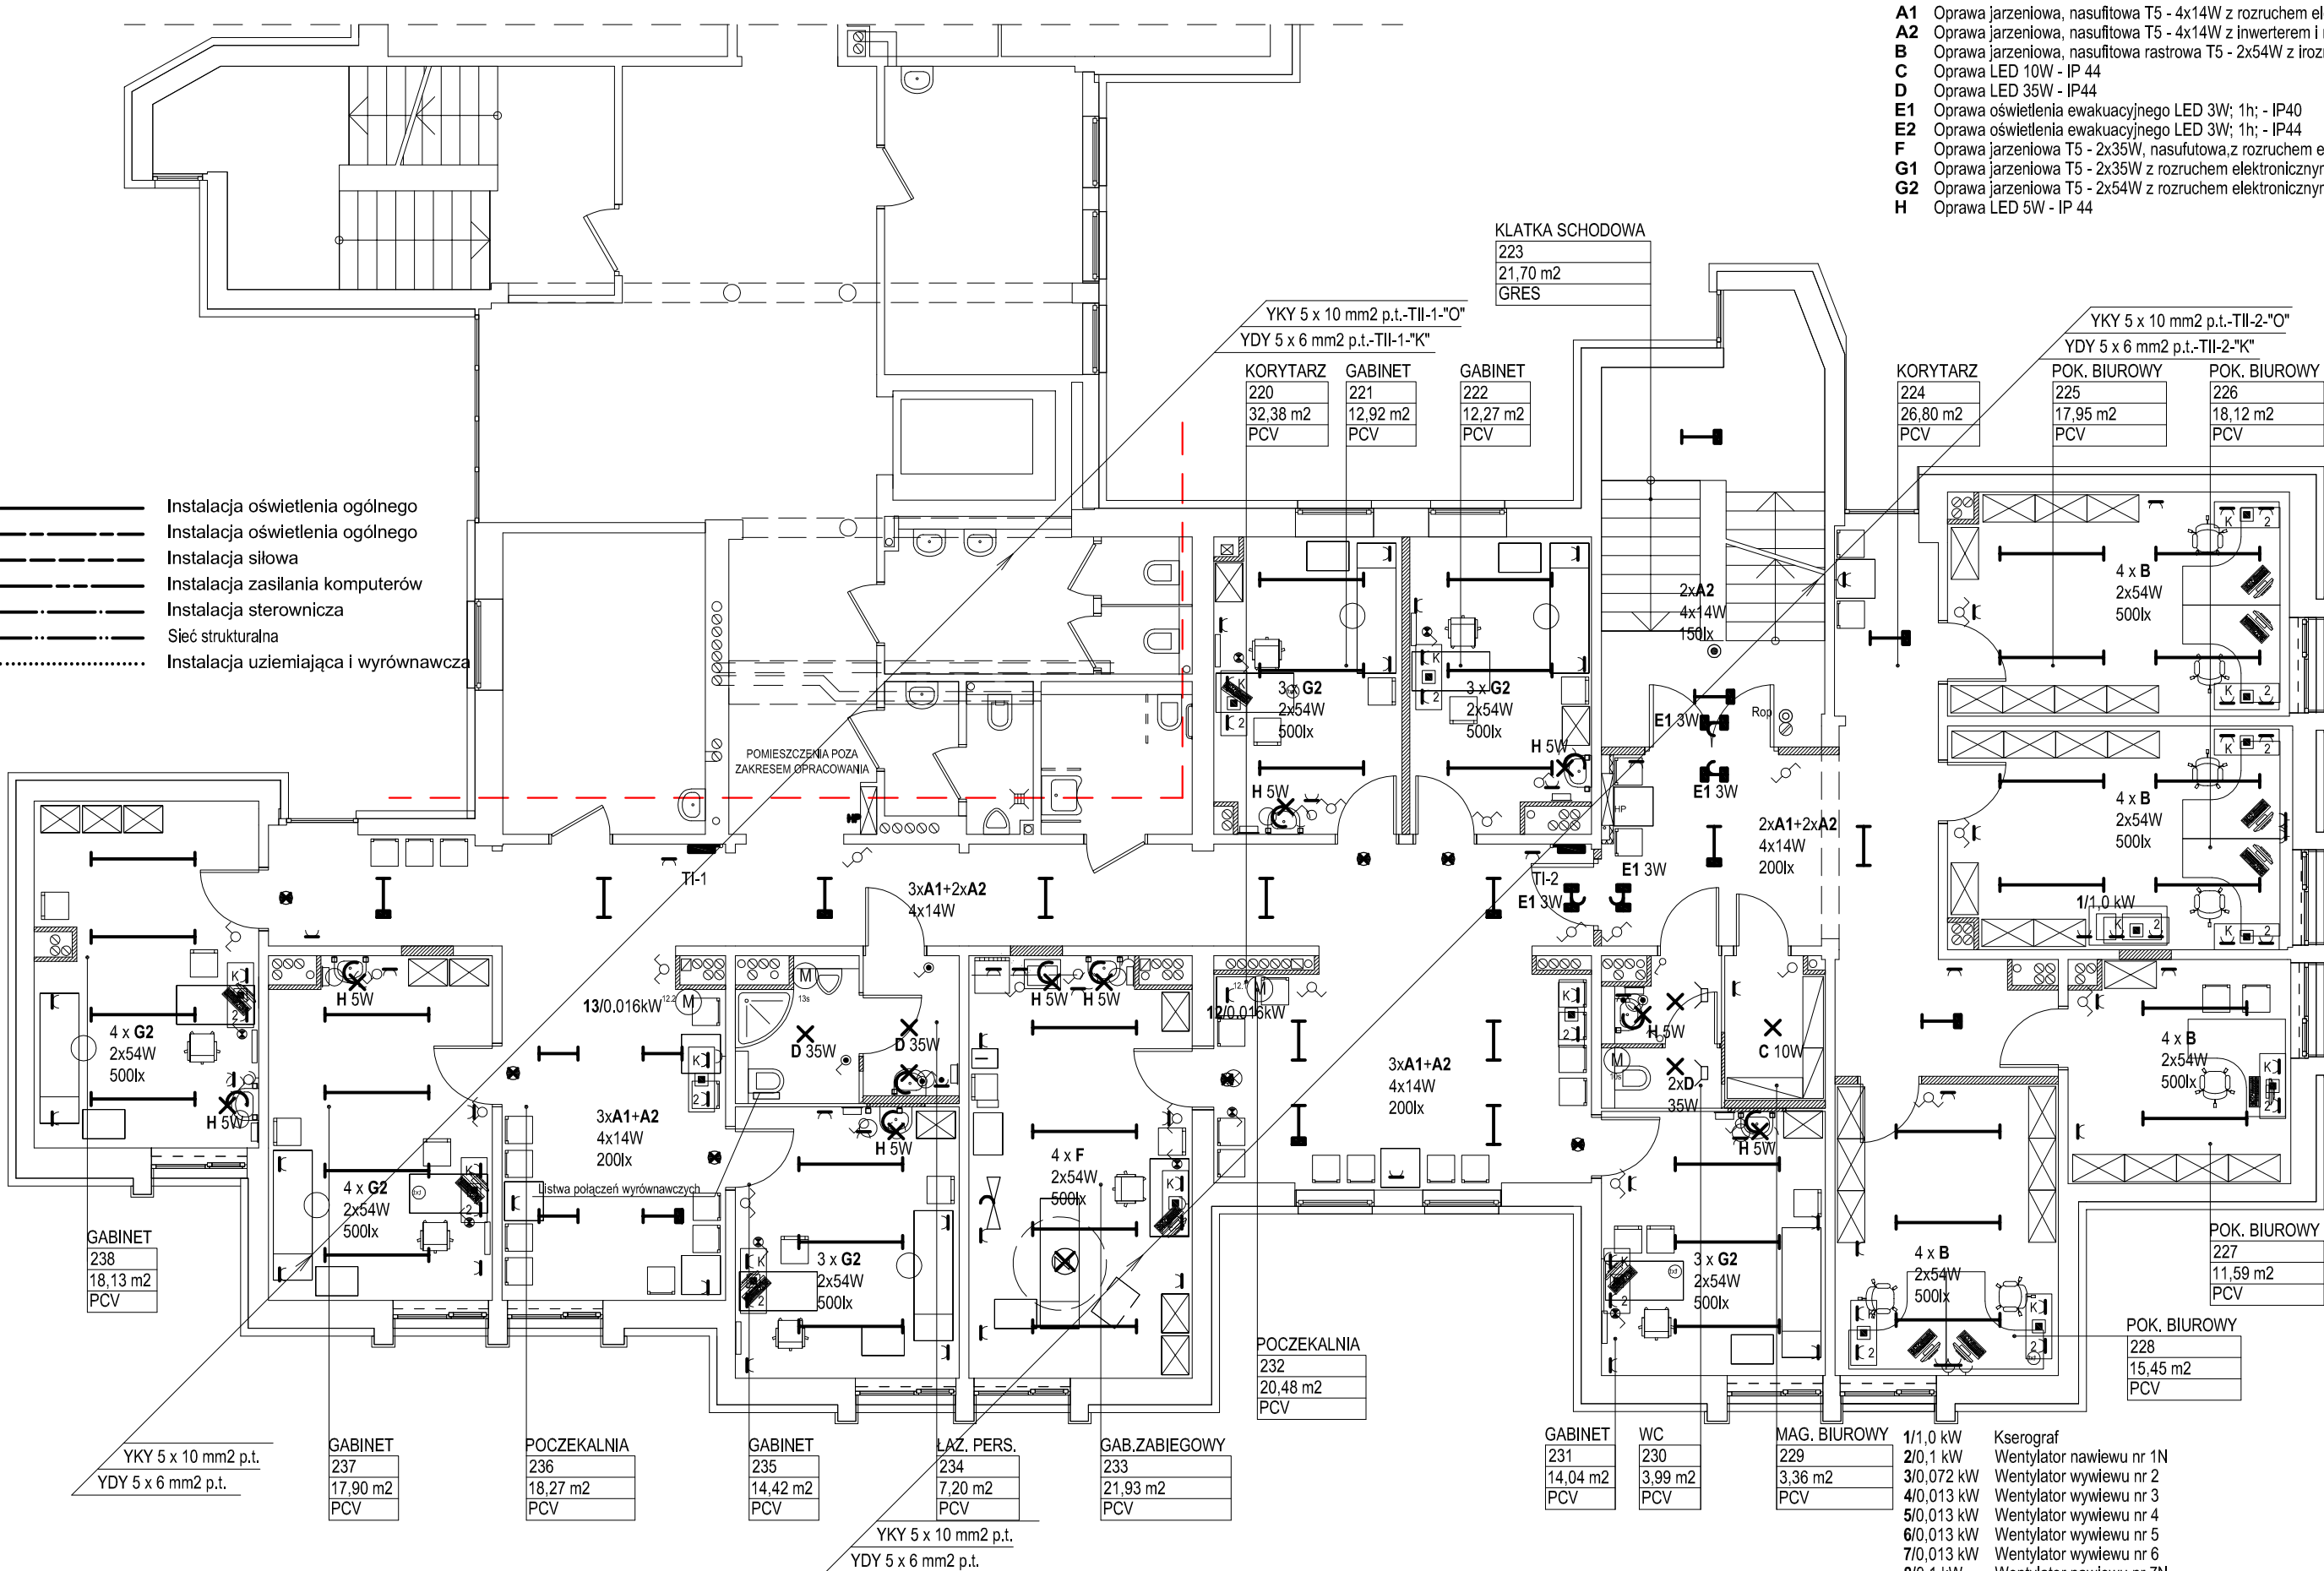 A1 Oprawa jarzeniowa, nasufitowa T5 - 4x14W z rozruchem el
A2 Oprawa jarzeniowa, nasufitowa T5 - 4x14W z inwerterem i
B Oprawa jarzeniowa, nasufitowa rastrowa T5 - 2x54W z iroz
C Oprawa LED 10W - IP 44
D Oprawa LED 35W - IP44
E1 Oprawa oświetlenia ewakuacyjnego LED 3W; 1h; - IP40
E2 Oprawa oświetlenia ewakuacyjnego LED 3W; 1h; - IP44
F Oprawa jarzeniowa T5 - 2x35W, nasufutowa,z rozruchem e
G1 Oprawa jarzeniowa T5 - 2x35W z rozruchem elektronicznyr
G2 Oprawa jarzeniowa T5 - 2x54W z rozruchem elektronicznyr
H Oprawa LED 5W - IP 44
KLATKA SCHODOWA
223
21,70 m2
GRES
YKY 5 x 10 mm2 p.t.-TII-1-"O"
YDY 5 x 6 mm2 p.t.-TII-1-"K"
YKY 5 x 10 mm2 p.t.-TII-2-"O"
YDY 5 x 6 mm2 p.t.-TII-2-"K"
KORYTARZ
220
32,38 m2
PCV
GABINET
221
12,92 m2
PCV
GABINET
222
12,27 m2
PCV
KORYTARZ
224
26,80 m2
PCV
POK. BIUROWY
225
17,95 m2
PCV
POK. BIUROWY
226
18,12 m2
PCV
Instalacja oświetlenia ogólnego
Instalacja oświetlenia ogólnego
Instalacja siłowa
Instalacja zasilania komputerów
Instalacja sterownicza
Sieć strukturalna
Instalacja uziemiająca i wyrównawcza
2xA2
4x14W
150lx
4 x B
2x54W
500lx
3 x G2
2x54W
500lx
3 x G2
2x54W
500lx
E1 3W
Rop
H 5W
H 5W
E1 3W
HP
POMIESZCZENIA POZA
ZAKRESEM OPRACOWANIA
HP
4 x B
2x54W
500lx
2xA1+2xA2
4x14W
200lx
TI-1
3xA1+2xA2
4x14W
TI-2
E1 3W
E1 3W
1/1,0 kW
H 5W
H 5W
H 5W
13/0.016kW
M
M
13s
12/0.016kW
M
D 35W
D 35W
4 x G2
2x54W
500lx
H 5W
3xA1+A2
4x14W
200lx
3xA1+A2
4x14W
200lx
H 5W
C 10W
M
2xD
35W
4 x B
2x54W
500lx
H 5W
H 5W
4 x F
2x54W
500lx
4 x G2
2x54W
500lx
Listwa połączeń wyrównawczych
3 x G2
2x54W
500lx
3 x G2
2x54W
500lx
4 x B
2x54W
500lx
GABINET
238
18,13 m2
PCV
POK. BIUROWY
227
11,59 m2
PCV
POK. BIUROWY
228
15,45 m2
PCV
POCZEKALNIA
232
20,48 m2
PCV
YKY 5 x 10 mm2 p.t.
YDY 5 x 6 mm2 p.t.
GABINET
237
17,90 m2
PCV
POCZEKALNIA
236
18,27 m2
PCV
GABINET
235
14,42 m2
PCV
ŁAZ. PERS.
234
7,20 m2
PCV
GAB.ZABIEGOWY
233
21,93 m2
PCV
YKY 5 x 10 mm2 p.t.
YDY 5 x 6 mm2 p.t.
GABINET
231
14,04 m2
PCV
WC
230
3,99 m2
PCV
MAG. BIUROWY
229
3,36 m2
PCV
1/1,0 kW Kserograf
2/0,1 kW Wentylator nawiewu nr 1N
3/0,072 kW Wentylator wywiewu nr 2
4/0,013 kW Wentylator wywiewu nr 3
5/0,013 kW Wentylator wywiewu nr 4
6/0,013 kW Wentylator wywiewu nr 5
7/0,013 kW Wentylator wywiewu nr 6
8/0,1 kW Wentylator nawiewu nr 7N